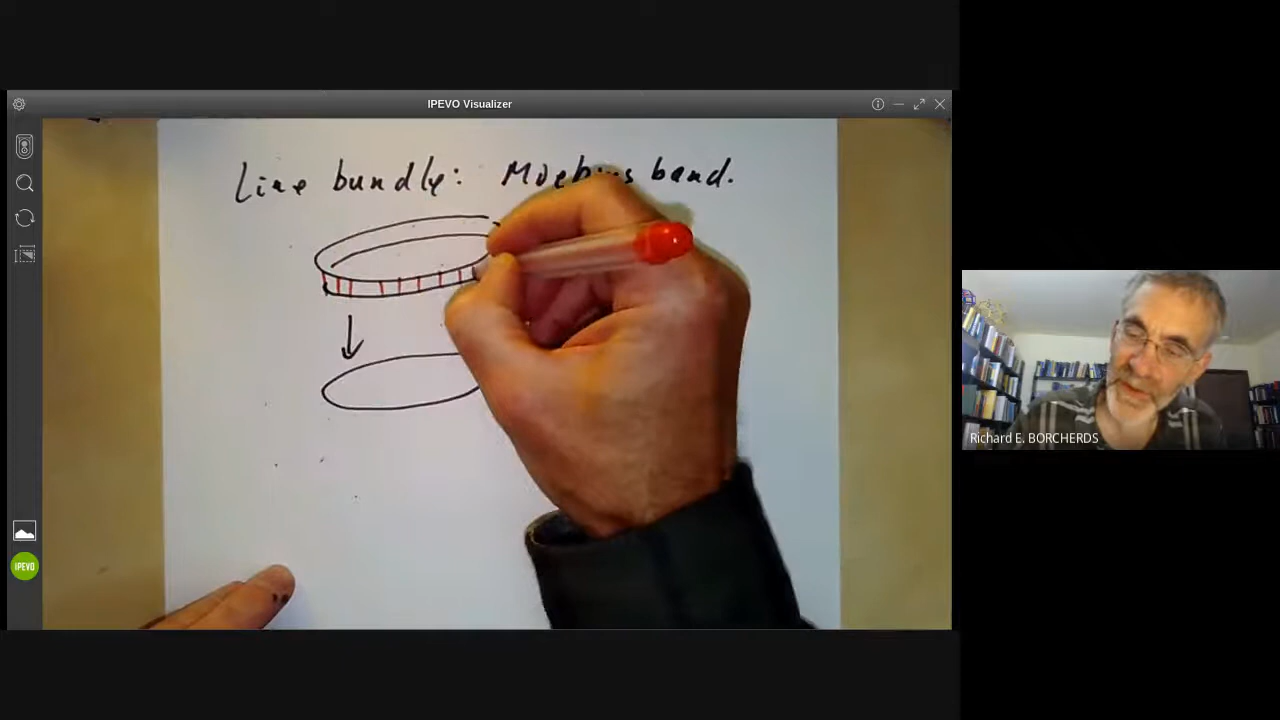 IPEVO Visualizer
Line bundle: Moebius band.
Richard E. BORCHERDS
IPEVO